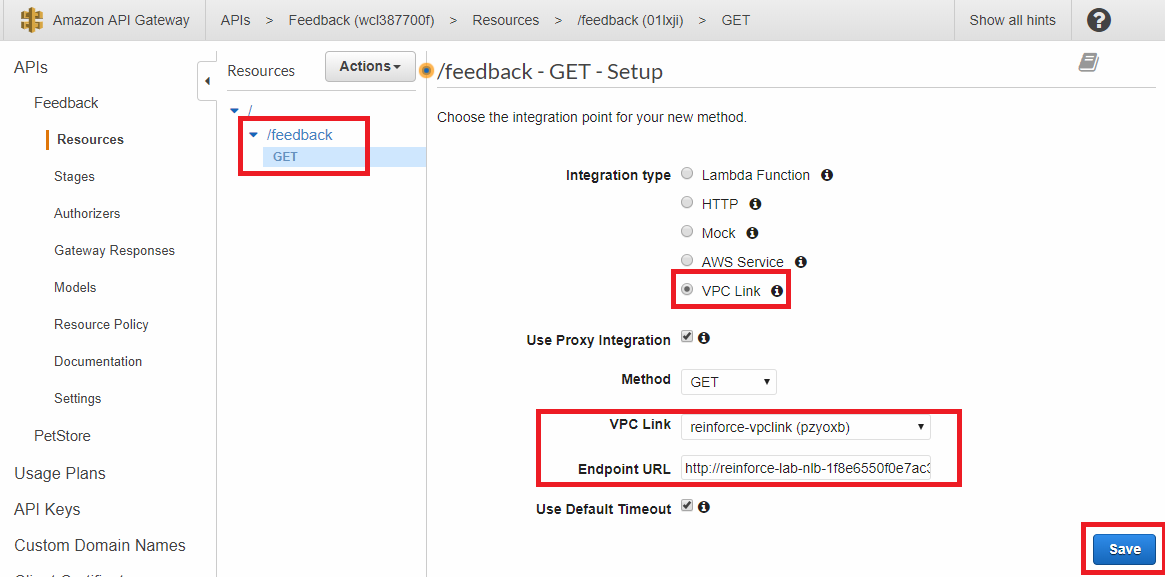 Amazon API Gateway APIs > Feedback (wcl387700f) > Resources > /feedback (01lxji) > GET Show all hints ?
APIs
Feedback
Resources
Stages
Authorizers
Gateway Responses
Models
Resource Policy
Documentation
Settings
PetStore
Usage Plans
API Keys
Custom Domain Names
Resources Actions
/
/feedback
GET
/feedback - GET - Setup
Choose the integration point for your new method.
Integration type Lambda Function
HTTP
Mock
AWS Service
VPC Link
Use Proxy Integration
Method GET
VPC Link reinforce-vpclink (pzyoxb)
Endpoint URL http://reinforce-lab-nlb-1f8e6550f0e7ac3
Use Default Timeout
Save